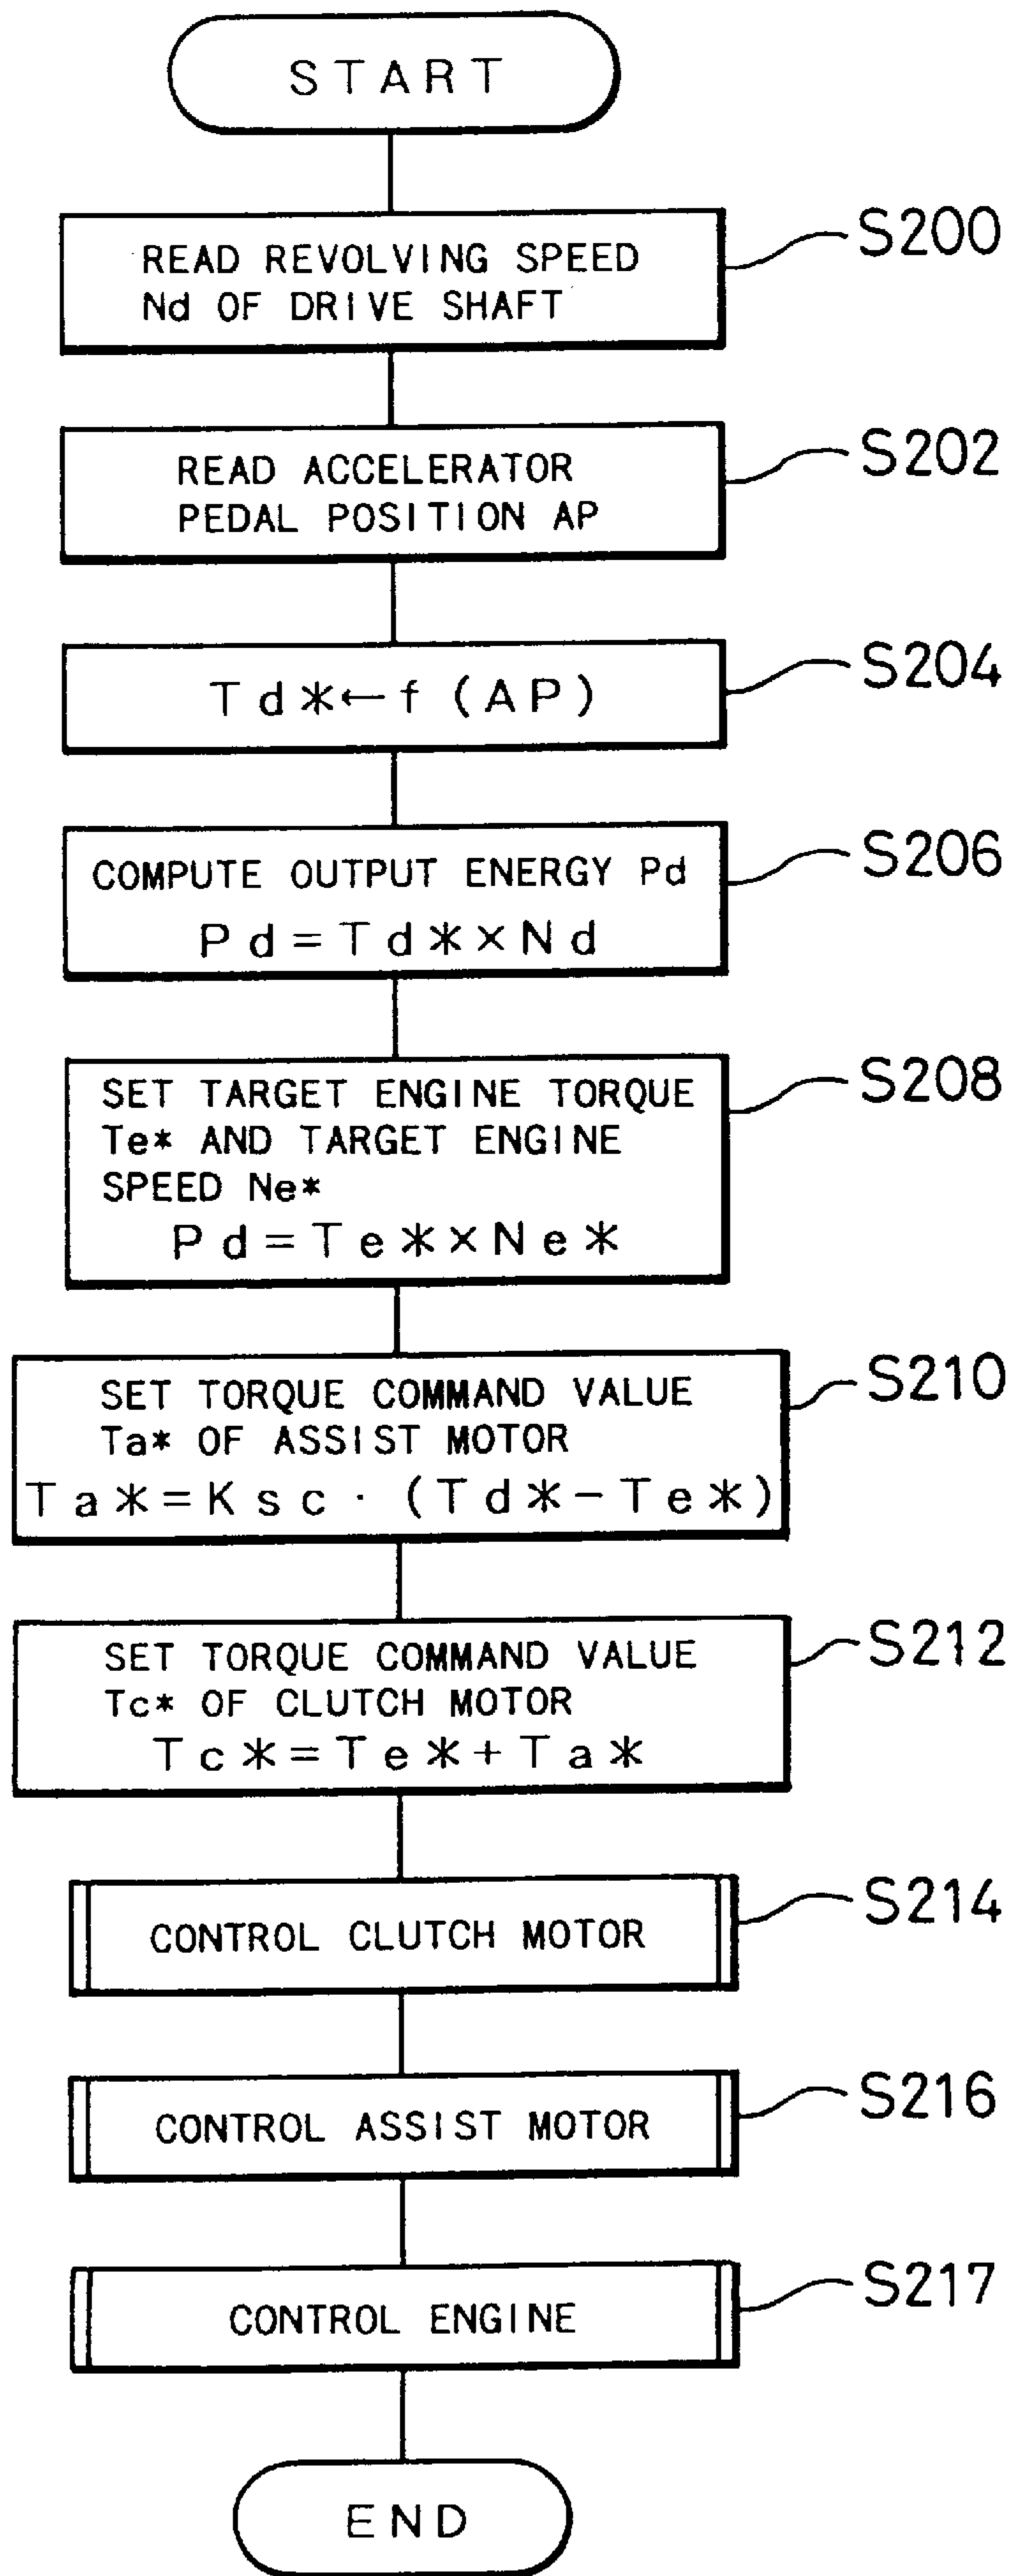 START
READ REVOLVING SPEED
Nd OF DRIVE SHAFT
S200
READ ACCELERATOR
PEDAL POSITION AP
S202
Td*←f(AP)
S204
COMPUTE OUTPUT ENERGY Pd
Pd=Td*×Nd
S206
SET TARGET ENGINE TORQUE
Te* AND TARGET ENGINE
SPEED Ne*
Pd=Te*×Ne*
S208
SET TORQUE COMMAND VALUE
Ta* OF ASSIST MOTOR
Ta*=Ksc·(Td*-Te*)
S210
SET TORQUE COMMAND VALUE
Tc* OF CLUTCH MOTOR
Tc*=Te*+Ta*
S212
CONTROL CLUTCH MOTOR
S214
CONTROL ASSIST MOTOR
S216
CONTROL ENGINE
S217
END